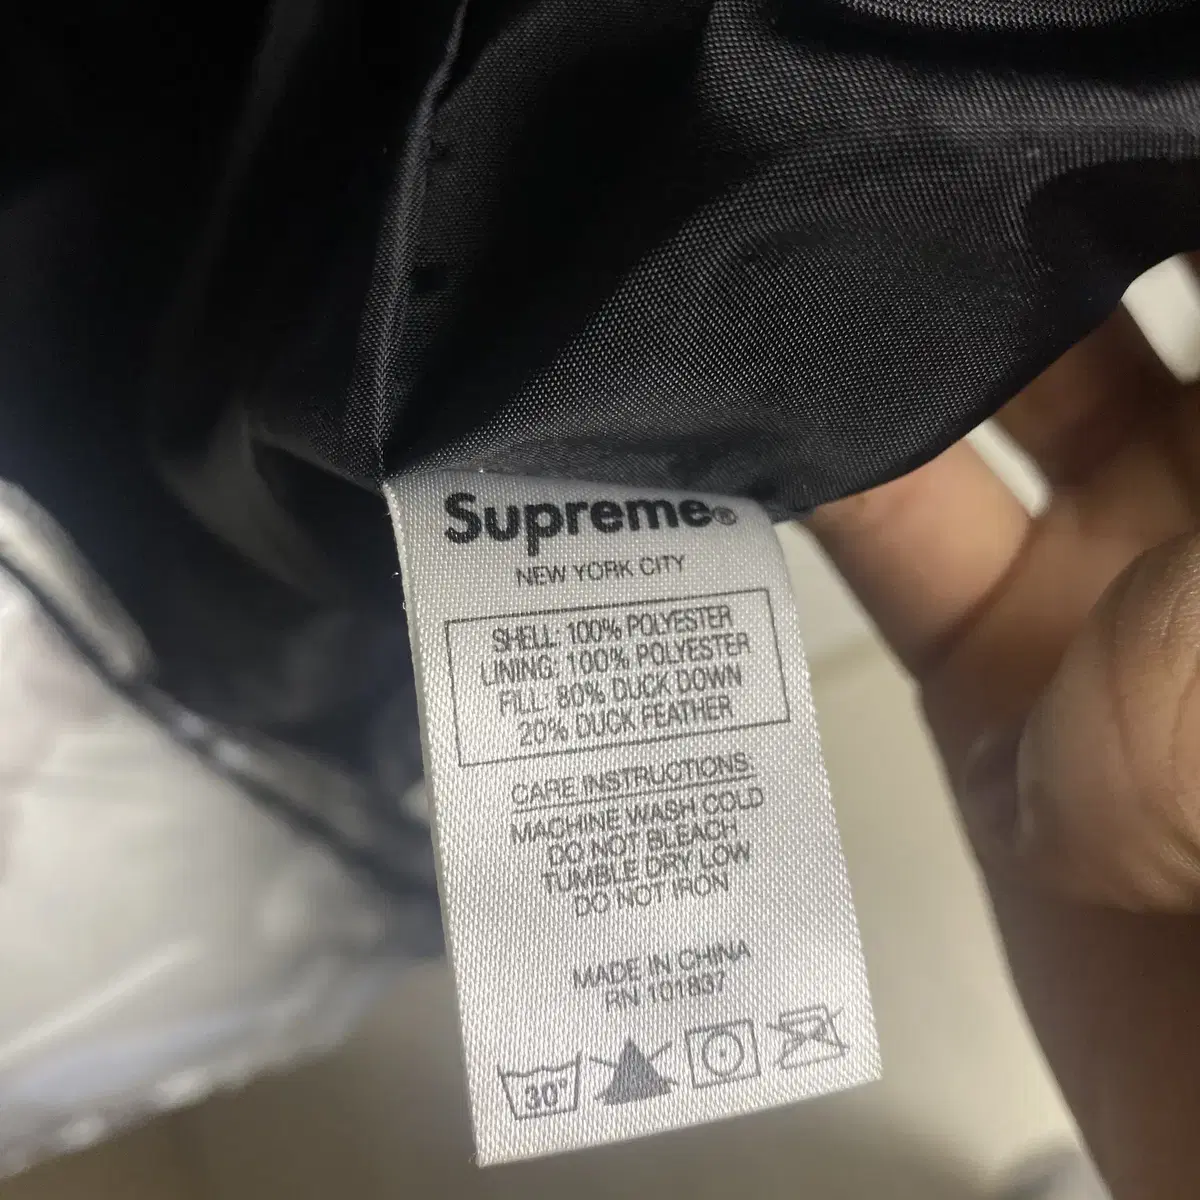 Supreme®
NEW YORK CITY
SHELL: 100% POLYESTER
LINING: 100% POLYESTER
FILL: 80% DUCK DOWN
20% DUCK FEATHER
CARE INSTRUCTIONS
MACHINE WASH COLD
DO NOT BLEACH
TUMBLE DRY LOW
DO NOT IRON
MADE IN CHINA
RN 101837
30°